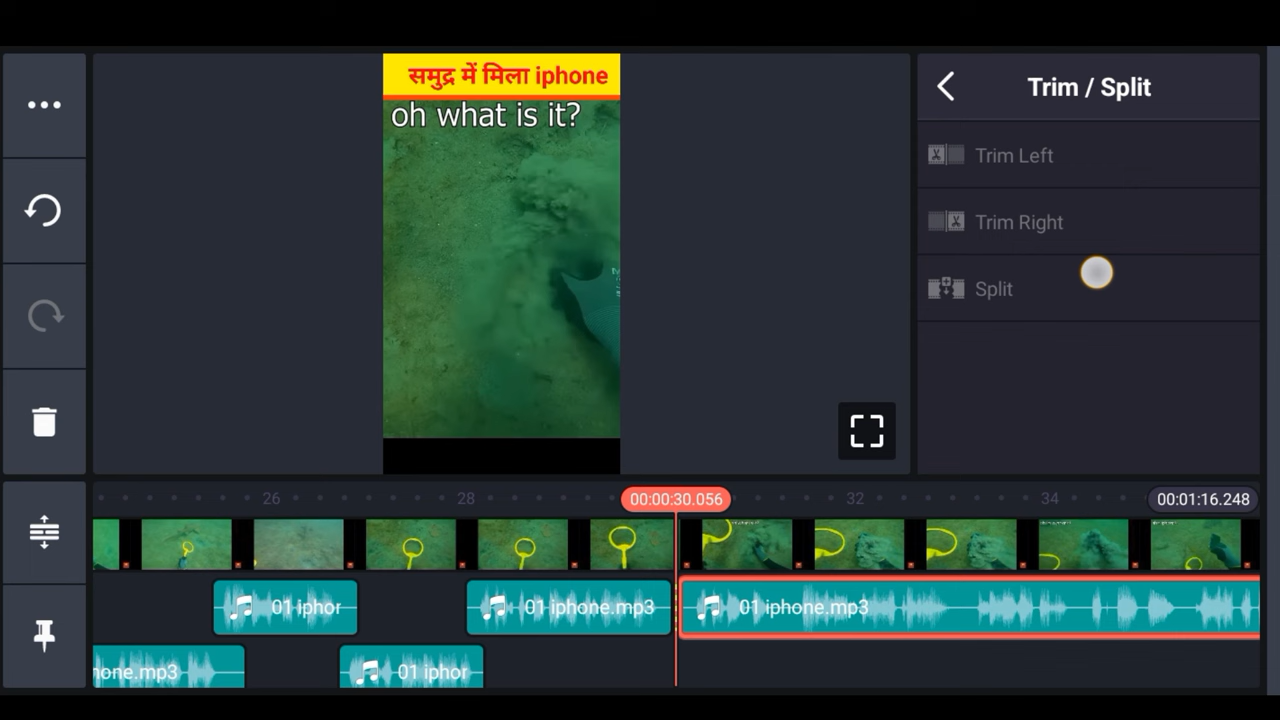 समुद्र में मिला iphone
oh what is it?
Trim / Split
Trim Left
Trim Right
Split
26
28
00:00:30.056
32
34
00:01:16.248
01 iphor
01 iphone.mp3
01 iphone.mp3
none.mp3
01 iphor